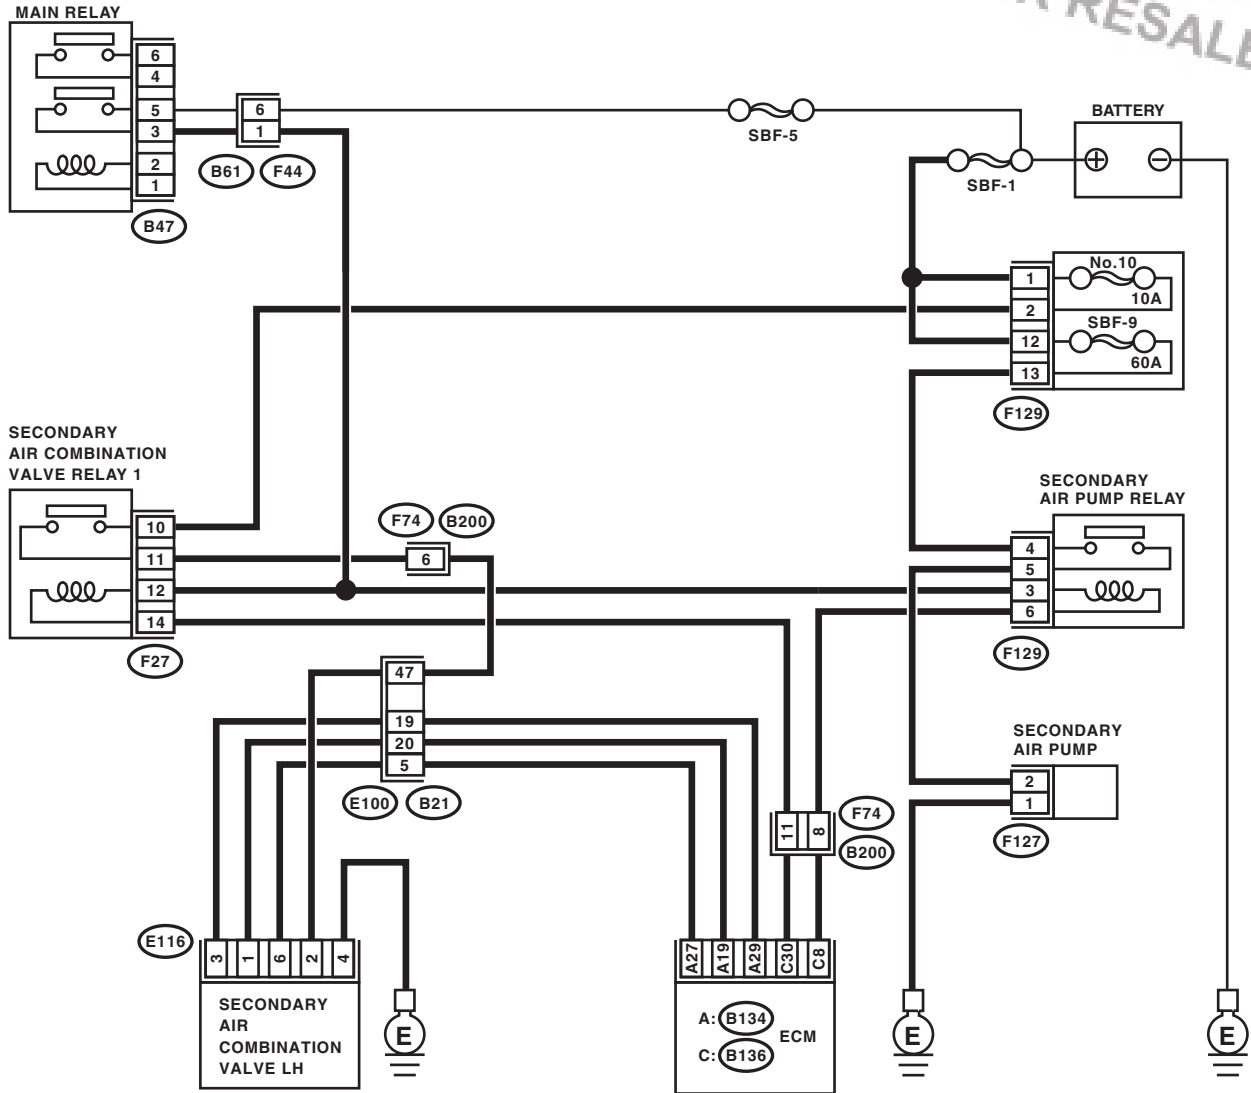 MAIN RELAY
R RESALE
6
4
5
3
2
1
B47
6
1
B61 F44
SBF-5
BATTERY
SBF-1
+ −
1
2
12
13
No.10
10A
SBF-9
60A
F129
SECONDARY
AIR COMBINATION
VALVE RELAY 1
10
11
12
14
F27
F74 B200
6
SECONDARY
AIR PUMP RELAY
4
5
3
6
F129
47
19
20
5
E100 B21
SECONDARY
AIR PUMP
2
1
F127
11 8
F74
B200
E116
3 1 6 2 4
SECONDARY
AIR
COMBINATION
VALVE LH
E
A27 A19 A29 C30 C8
A: B134
C: B136
ECM
E
E